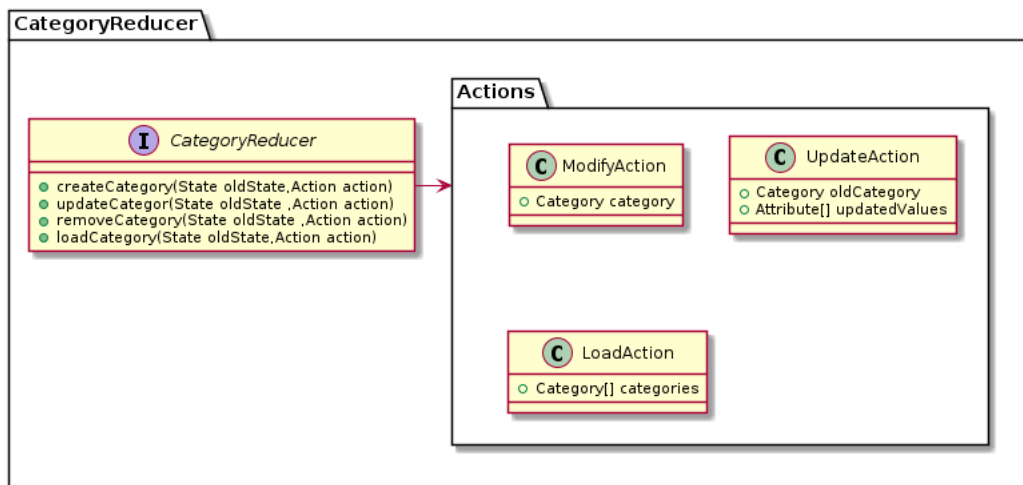 CategoryReducer
Actions
I CategoryReducer
createCategory(State oldState,Action action)
updateCategor(State oldState ,Action action)
removeCategory(State oldState ,Action action)
loadCategory(State oldState,Action action)
C ModifyAction
Category category
C UpdateAction
Category oldCategory
Attribute[] updatedValues
C LoadAction
Category[] categories